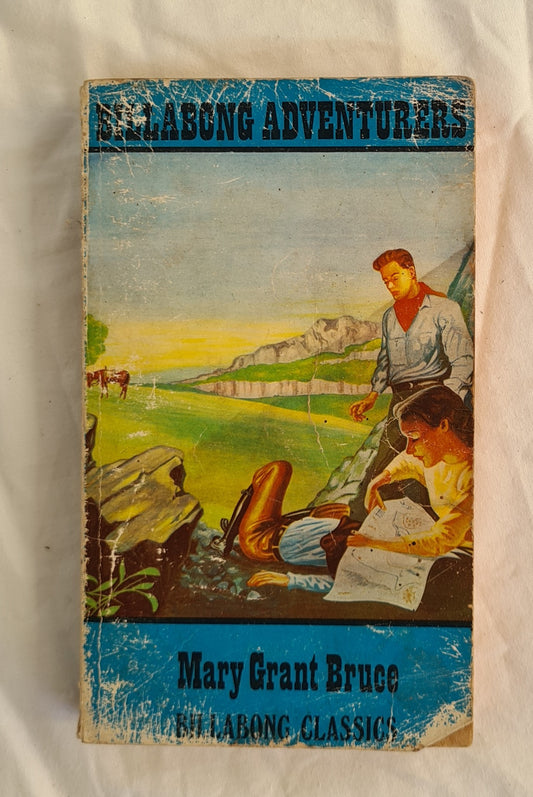 BILLABONG ADVENTURERS
Mary Grant Bruce
BILLABONG CLASSICS